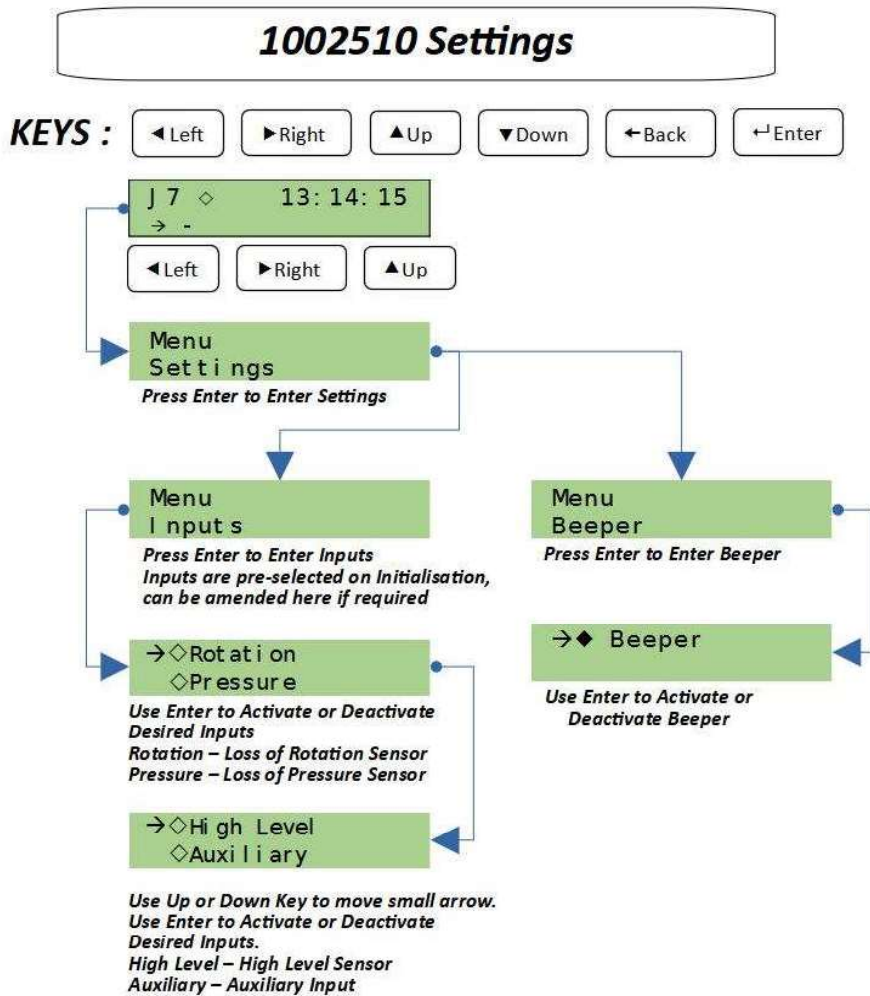 1002510 Settings
KEYS : ◄Left ►Right ▲Up ▼Down ←Back ↵Enter
J7 ◇ 13:14:15
→ -
◄Left ►Right ▲Up
Menu
Settings
Press Enter to Enter Settings
Menu
Inputs
Press Enter to Enter Inputs
Inputs are pre-selected on Initialisation,
can be amended here if required
→◇Rotation
◇Pressure
Use Enter to Activate or Deactivate
Desired Inputs
Rotation – Loss of Rotation Sensor
Pressure – Loss of Pressure Sensor
→◇High Level
◇Auxiliary
Use Up or Down Key to move small arrow.
Use Enter to Activate or Deactivate
Desired Inputs.
High Level – High Level Sensor
Auxiliary – Auxiliary Input
Menu
Beeper
Press Enter to Enter Beeper
→◆ Beeper
Use Enter to Activate or
Deactivate Beeper